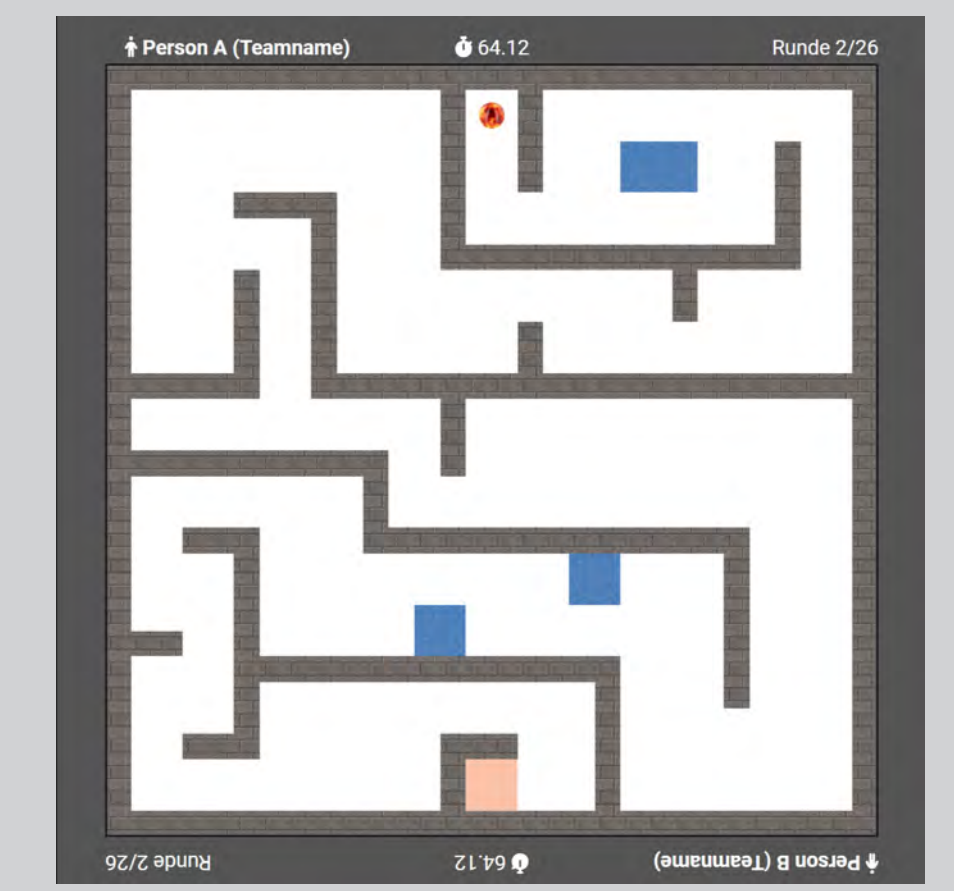 Person A (Teamname)
64.12
Runde 2/26
Person B (Teamname)
64.12
Runde 2/26